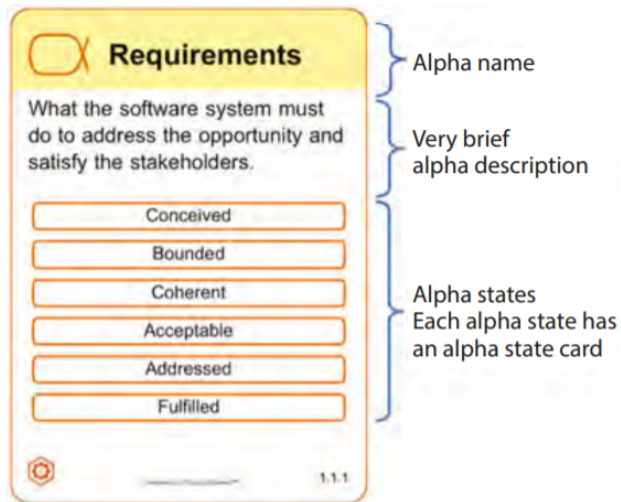 Requirements
Alpha name
What the software system must
do to address the opportunity and
satisfy the stakeholders.
Very brief
alpha description
Conceived
Bounded
Coherent
Acceptable
Addressed
Fulfilled
Alpha states
Each alpha state has
an alpha state card
1.1.1